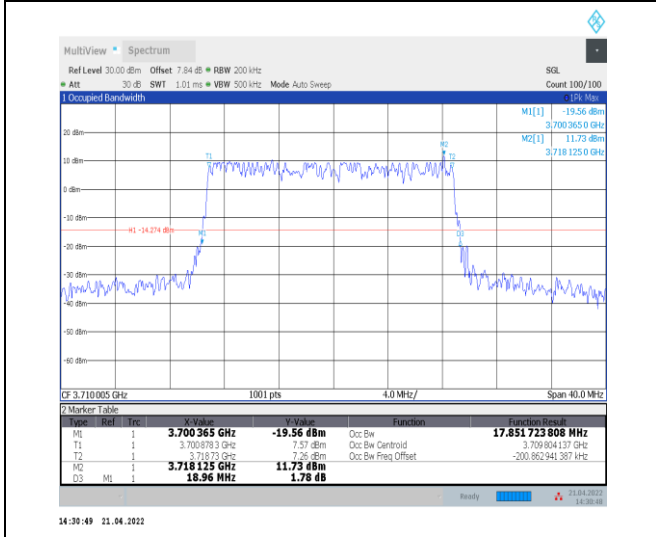 MultiView Spectrum
Ref Level 30.00 dBm Offset 7.84 dB RBW 200 kHz SGL
Att 30 dB SWT 1.01 ms VBW 500 kHz Mode Auto Sweep Count 100/100
1 Occupied Bandwidth 1Pk Max
M1[1] -19.56 dBm
3.700 365 0 GHz
M2[1] 11.73 dBm
3.718 125 0 GHz
20 dBm
M2
T1 T2
10 dBm
0 dBm
-10 dBm
H1 -14.274 dBm
M1 D3
-20 dBm
-30 dBm
-40 dBm
-50 dBm
-60 dBm
CF 3.710 005 GHz 1001 pts 4.0 MHz/ Span 40.0 MHz
2 Marker Table
Type Ref Trc X-Value Y-Value Function Function Result
M1 1 3.700 365 GHz -19.56 dBm Occ Bw 17.851 723 808 MHz
T1 1 3.700 878 3 GHz 7.57 dBm Occ Bw Centroid 3.709 804 137 GHz
T2 1 3.718 73 GHz 7.26 dBm Occ Bw Freq Offset -200.862 941 387 kHz
M2 1 3.718 125 GHz 11.73 dBm
D3 M1 1 18.96 MHz 1.78 dB
Ready 21.04.2022
14:30:48
14:30:49 21.04.2022